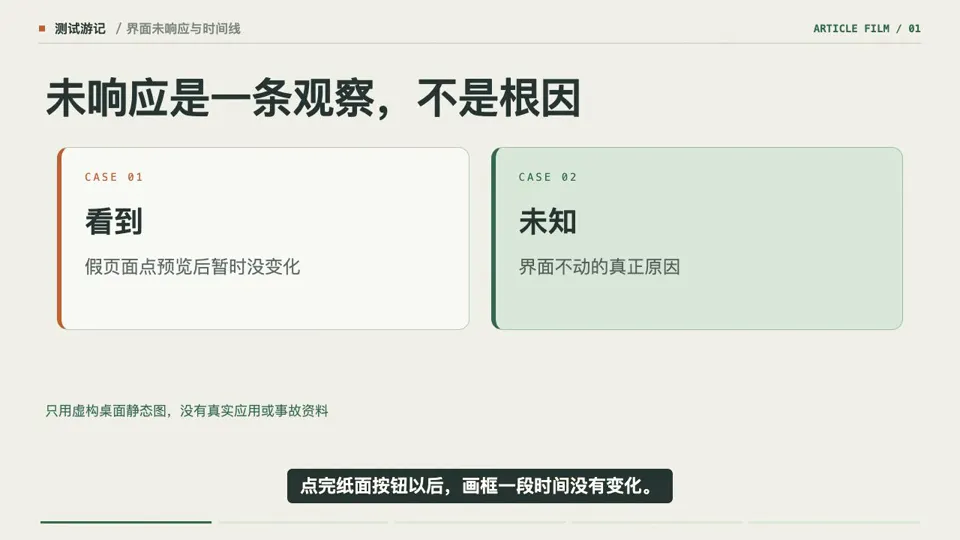 测试游记 / 界面未响应与时间线
ARTICLE FILM / 01
未响应是一条观察，不是根因
CASE 01
看到
假页面点预览后暂时没变化
CASE 02
未知
界面不动的真正原因
只用虚构桌面静态图，没有真实应用或事故资料
点完纸面按钮以后，画框一段时间没有变化。